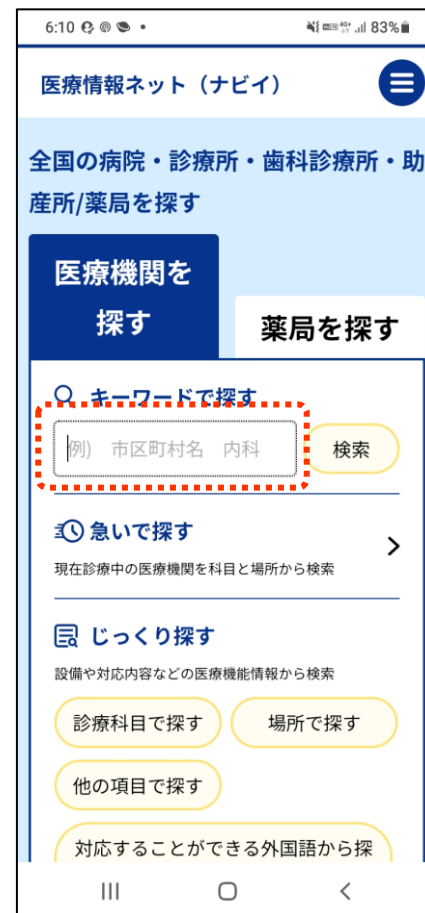 6:10
4G+ 83%
医療情報ネット（ナビイ）
全国の病院・診療所・歯科診療所・助
産所/薬局を探す
医療機関を
探す
薬局を探す
キーワードで探す
例) 市区町村名 内科
検索
急いで探す
現在診療中の医療機関を科目と場所から検索
じっくり探す
設備や対応内容などの医療機能情報から検索
診療科目で探す
場所で探す
他の項目で探す
対応することができる外国語から探